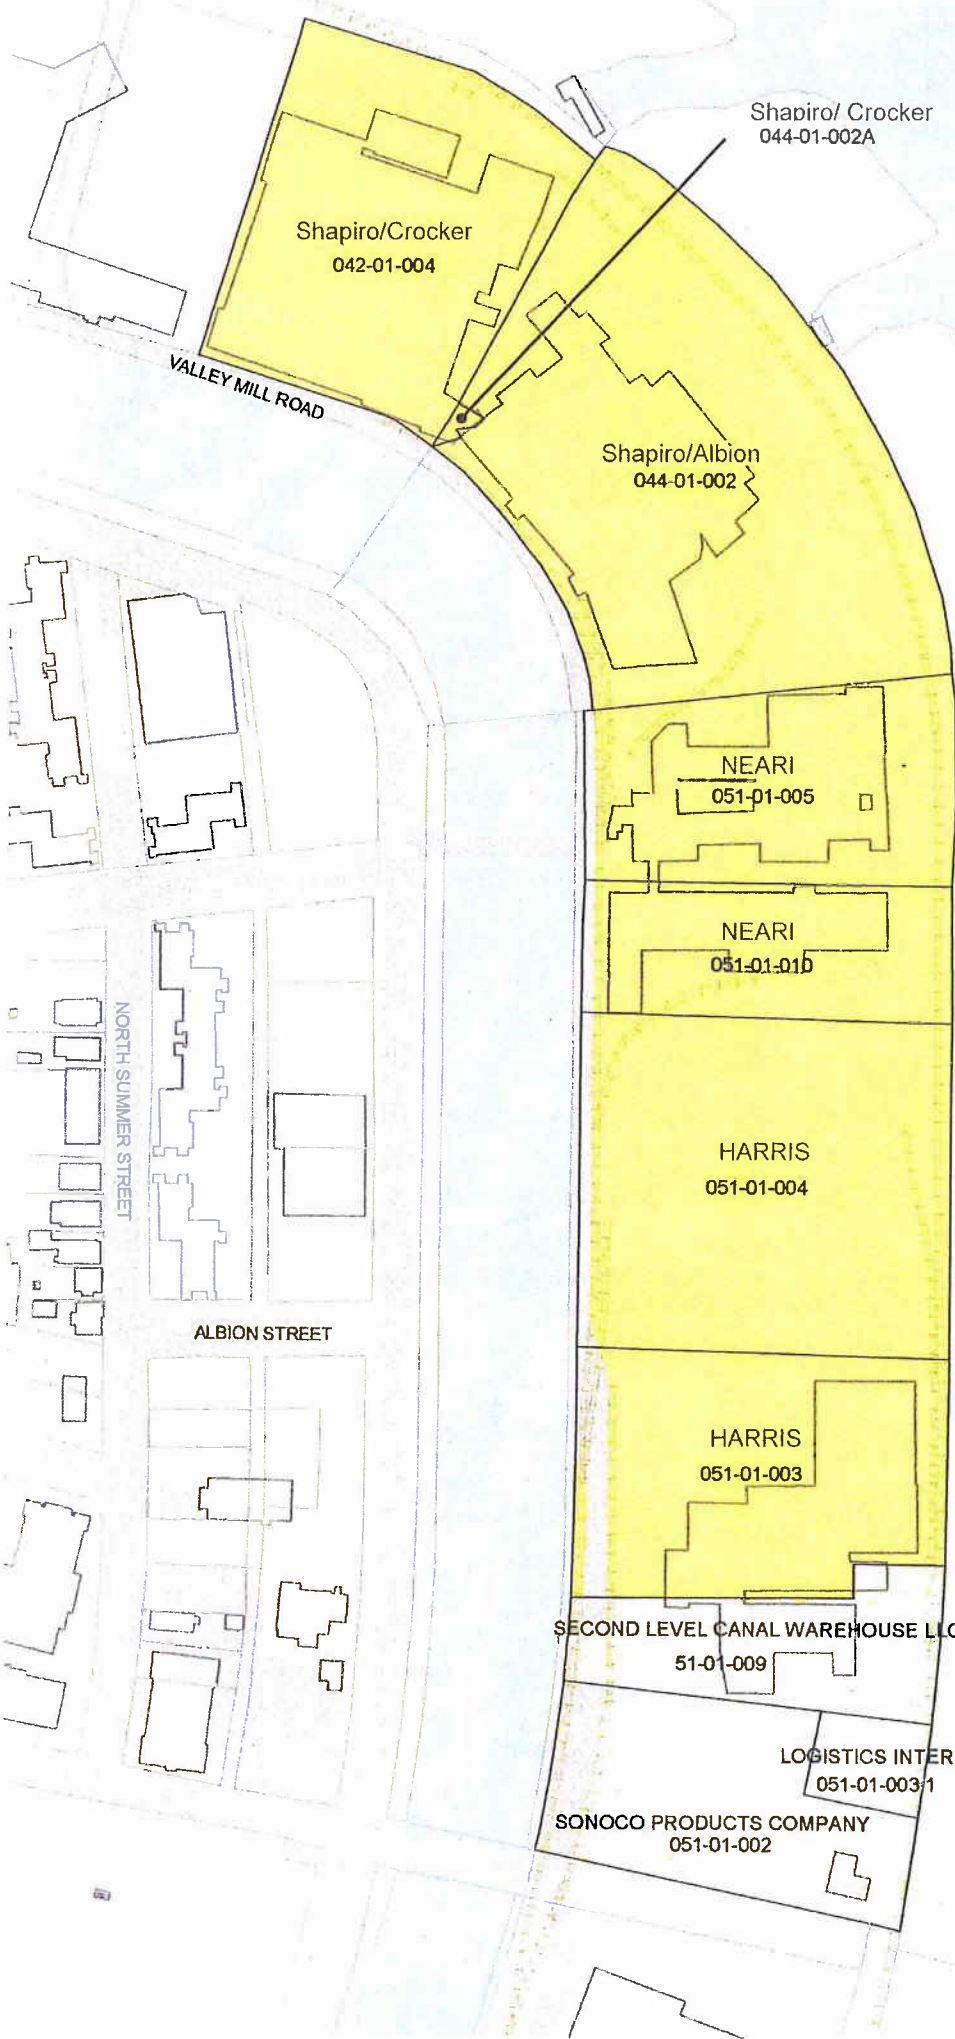 Shapiro/ Crocker
044-01-002A
Shapiro/Crocker
042-01-004
VALLEY MILL ROAD
Shapiro/Albion
044-01-002
NEARI
051-01-005
NEARI
051-01-010
NORTH SUMMER STREET
HARRIS
051-01-004
ALBION STREET
HARRIS
051-01-003
SECOND LEVEL CANAL WAREHOUSE LLC
51-01-009
LOGISTICS INTER
051-01-003-1
SONOCO PRODUCTS COMPANY
051-01-002